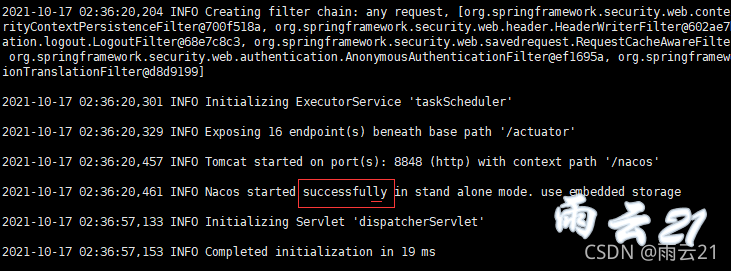 2021-10-17 02:36:20,204 INFO Creating filter chain: any request, [org.springframework.security.web.conte
rityContextPersistenceFilter@700f518a, org.springframework.security.web.header.HeaderWriterFilter@602ae7
ation.logout.LogoutFilter@68e7c8c3, org.springframework.security.web.savedrequest.RequestCacheAwareFilte
 org.springframework.security.web.authentication.AnonymousAuthenticationFilter@ef1695a, org.springframew
ionTranslationFilter@d8d9199]
2021-10-17 02:36:20,301 INFO Initializing ExecutorService 'taskScheduler'
2021-10-17 02:36:20,329 INFO Exposing 16 endpoint(s) beneath base path '/actuator'
2021-10-17 02:36:20,457 INFO Tomcat started on port(s): 8848 (http) with context path '/nacos'
2021-10-17 02:36:20,461 INFO Nacos started successfully in stand alone mode. use embedded storage
2021-10-17 02:36:57,133 INFO Initializing Servlet 'dispatcherServlet'
2021-10-17 02:36:57,153 INFO Completed initialization in 19 ms
雨云21
CSDN @雨云21